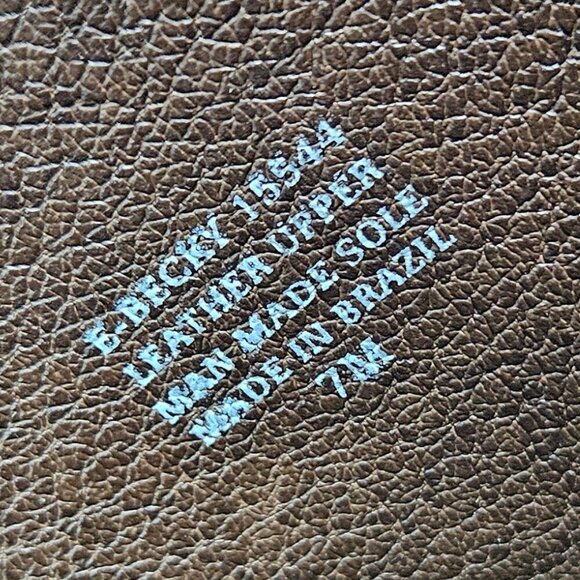 E-BECKY 15544
LEATHER UPPER
MAN MADE SOLE
MADE IN BRAZIL
7M